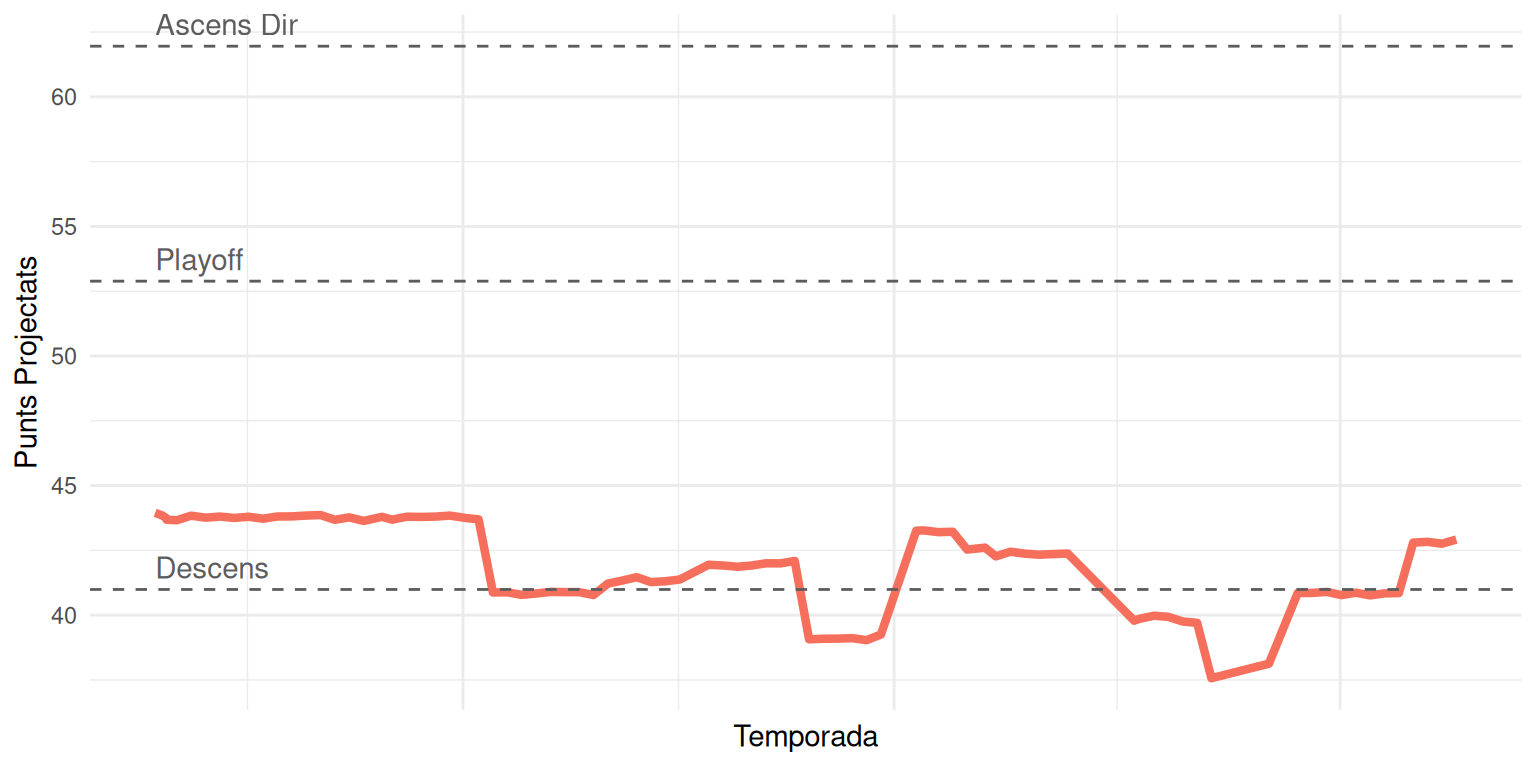 Ascens Dir
60
55
Playoff
50
45
Descens
40
Punts Projectats
Temporada